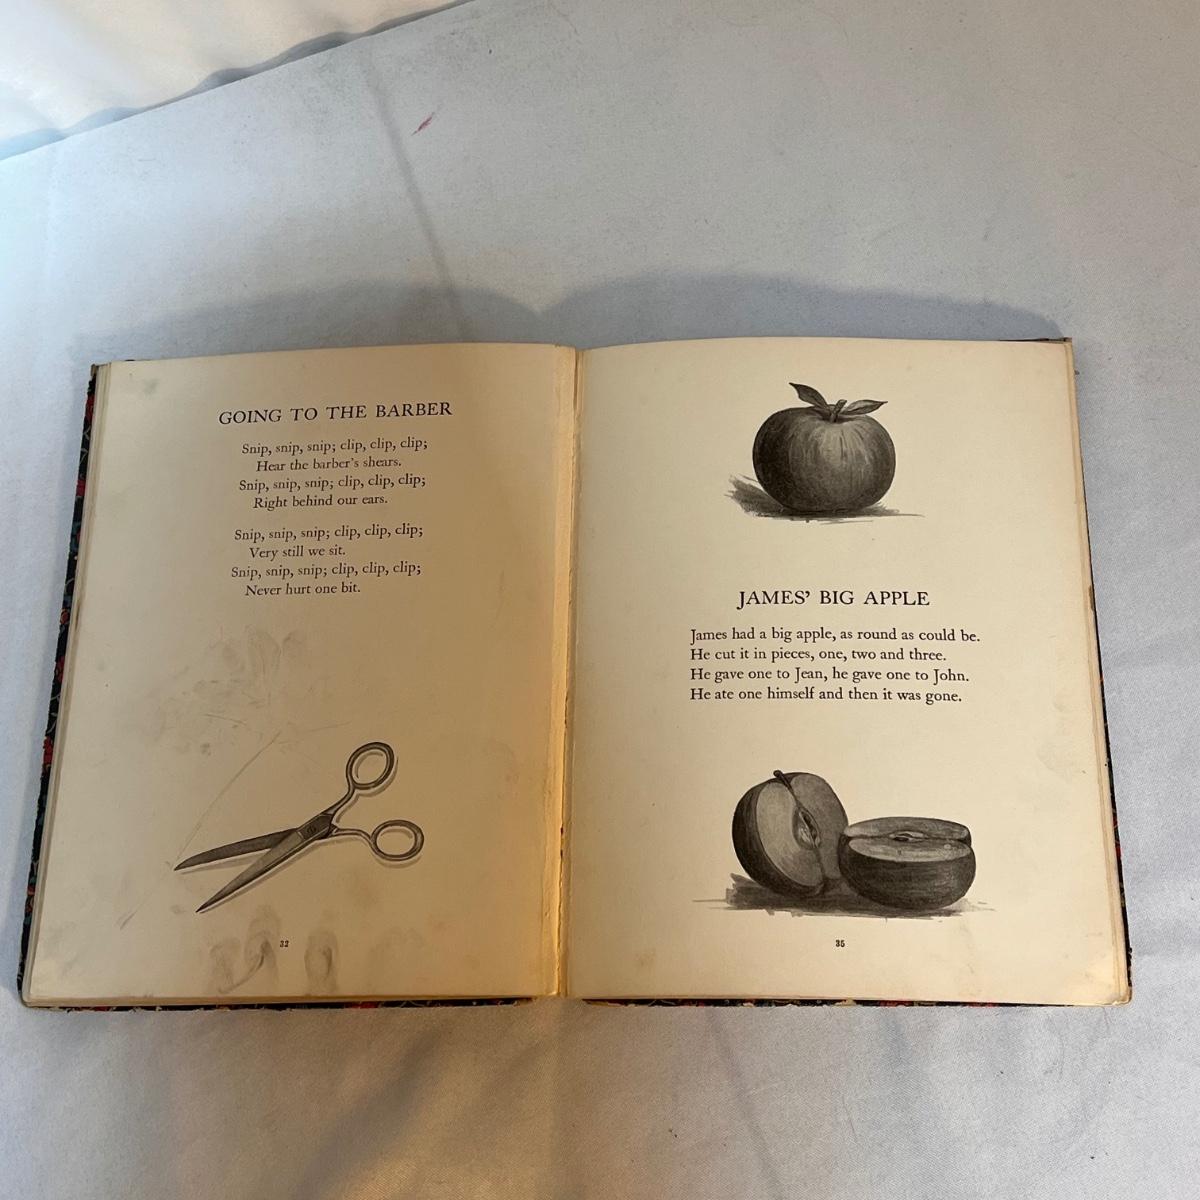 GOING TO THE BARBER
Snip, snip, snip; clip, clip, clip;
Hear the barber's shears.
Snip, snip, snip; clip, clip, clip;
Right behind our ears.
Snip, snip, snip; clip, clip, clip;
Very still we sit.
Snip, snip, snip; clip, clip, clip;
Never hurt one bit.
32
JAMES' BIG APPLE
James had a big apple, as round as could be.
He cut it in pieces, one, two and three.
He gave one to Jean, he gave one to John.
He ate one himself and then it was gone.
35